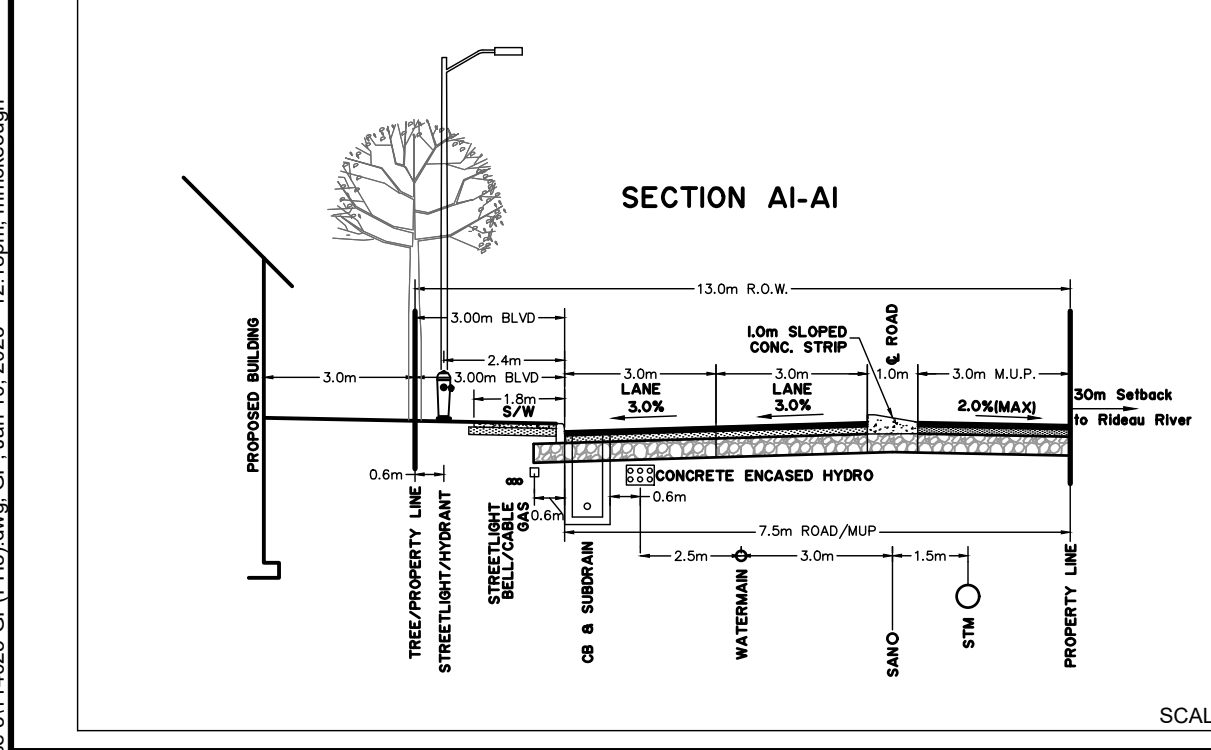 SECTION A1-A1
13.0m R.O.W.
3.00m BLVD
1.0m SLOPED
CONC. STRIP
℄ ROAD
2.4m
3.0m
3.00m BLVD
3.0m
3.0m
1.0m
3.0m M.U.P.
PROPOSED BUILDING
1.8m
S/W
LANE
3.0%
LANE
3.0%
2.0%(MAX)
30m Setback
to Rideau River
0.6m
CONCRETE ENCASED HYDRO
0.6m
0.6m
7.5m ROAD/MUP
2.5m
3.0m
1.5m
TREE/PROPERTY LINE
STREETLIGHT/HYDRANT
STREETLIGHT
BELL/CABLE
GAS
CB & SUBDRAIN
WATERMAIN
SAN
STM
PROPERTY LINE
SCAL